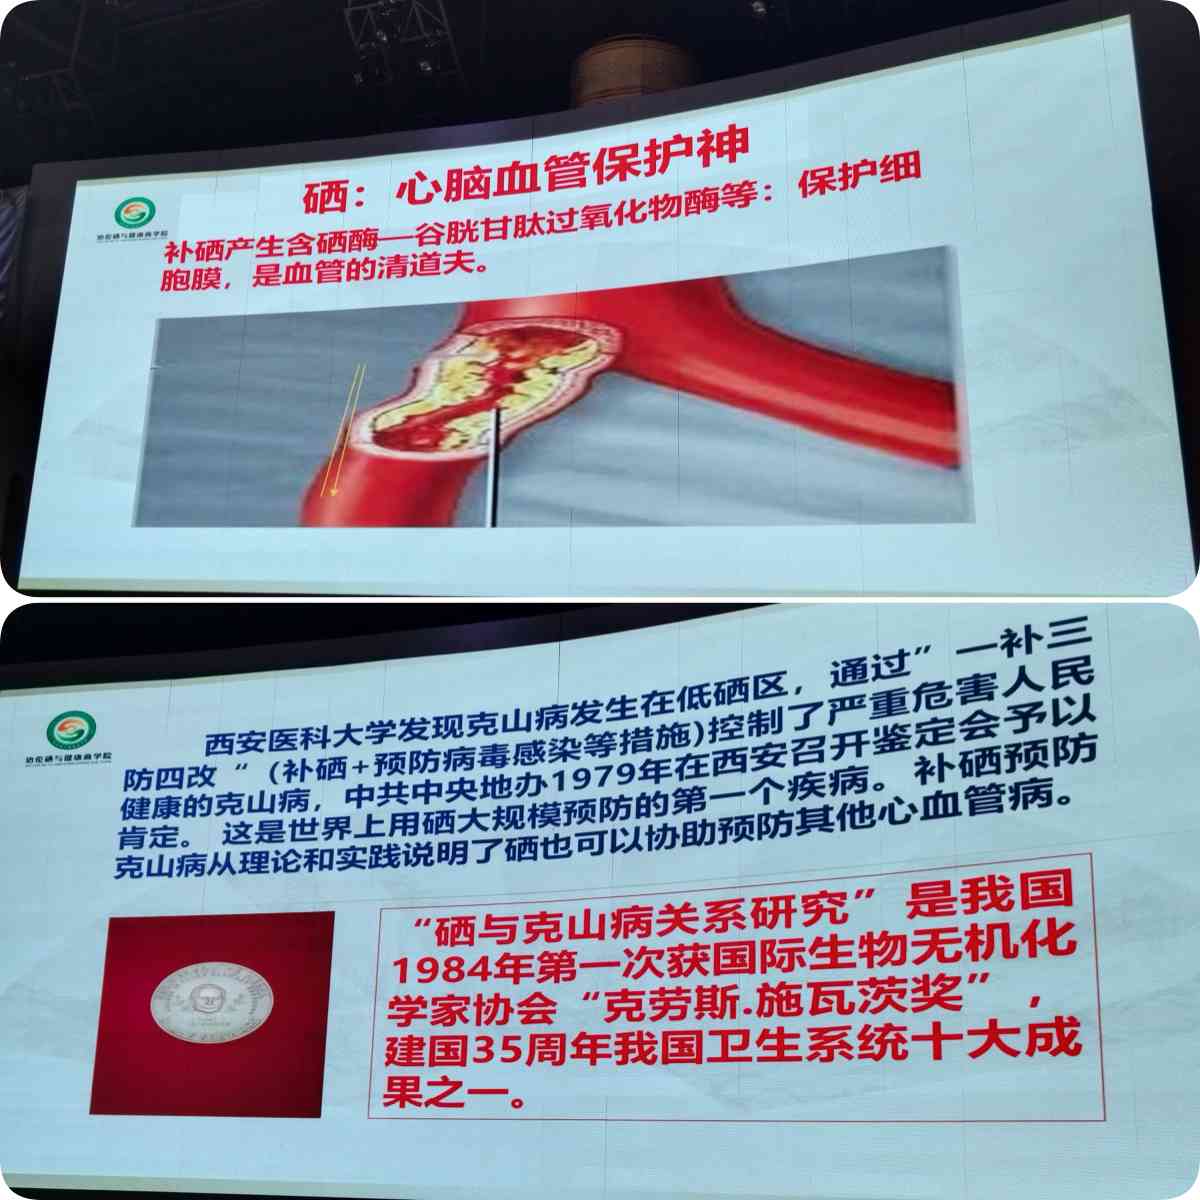 硒：心脑血管保护神
补硒产生含硒酶—谷胱甘肽过氧化物酶等：保护细
胞膜，是血管的清道夫。
西安医科大学发现克山病发生在低硒区，通过”一补三
防四改“（补硒+预防病毒感染等措施)控制了严重危害人民
健康的克山病，中共中央地办1979年在西安召开鉴定会予以
肯定。 这是世界上用硒大规模预防的第一个疾病。补硒预防
克山病从理论和实践说明了硒也可以协助预防其他心血管病。
“硒与克山病关系研究”是我国
1984年第一次获国际生物无机化
学家协会“克劳斯.施瓦茨奖”，
建国35周年我国卫生系统十大成
果之一。